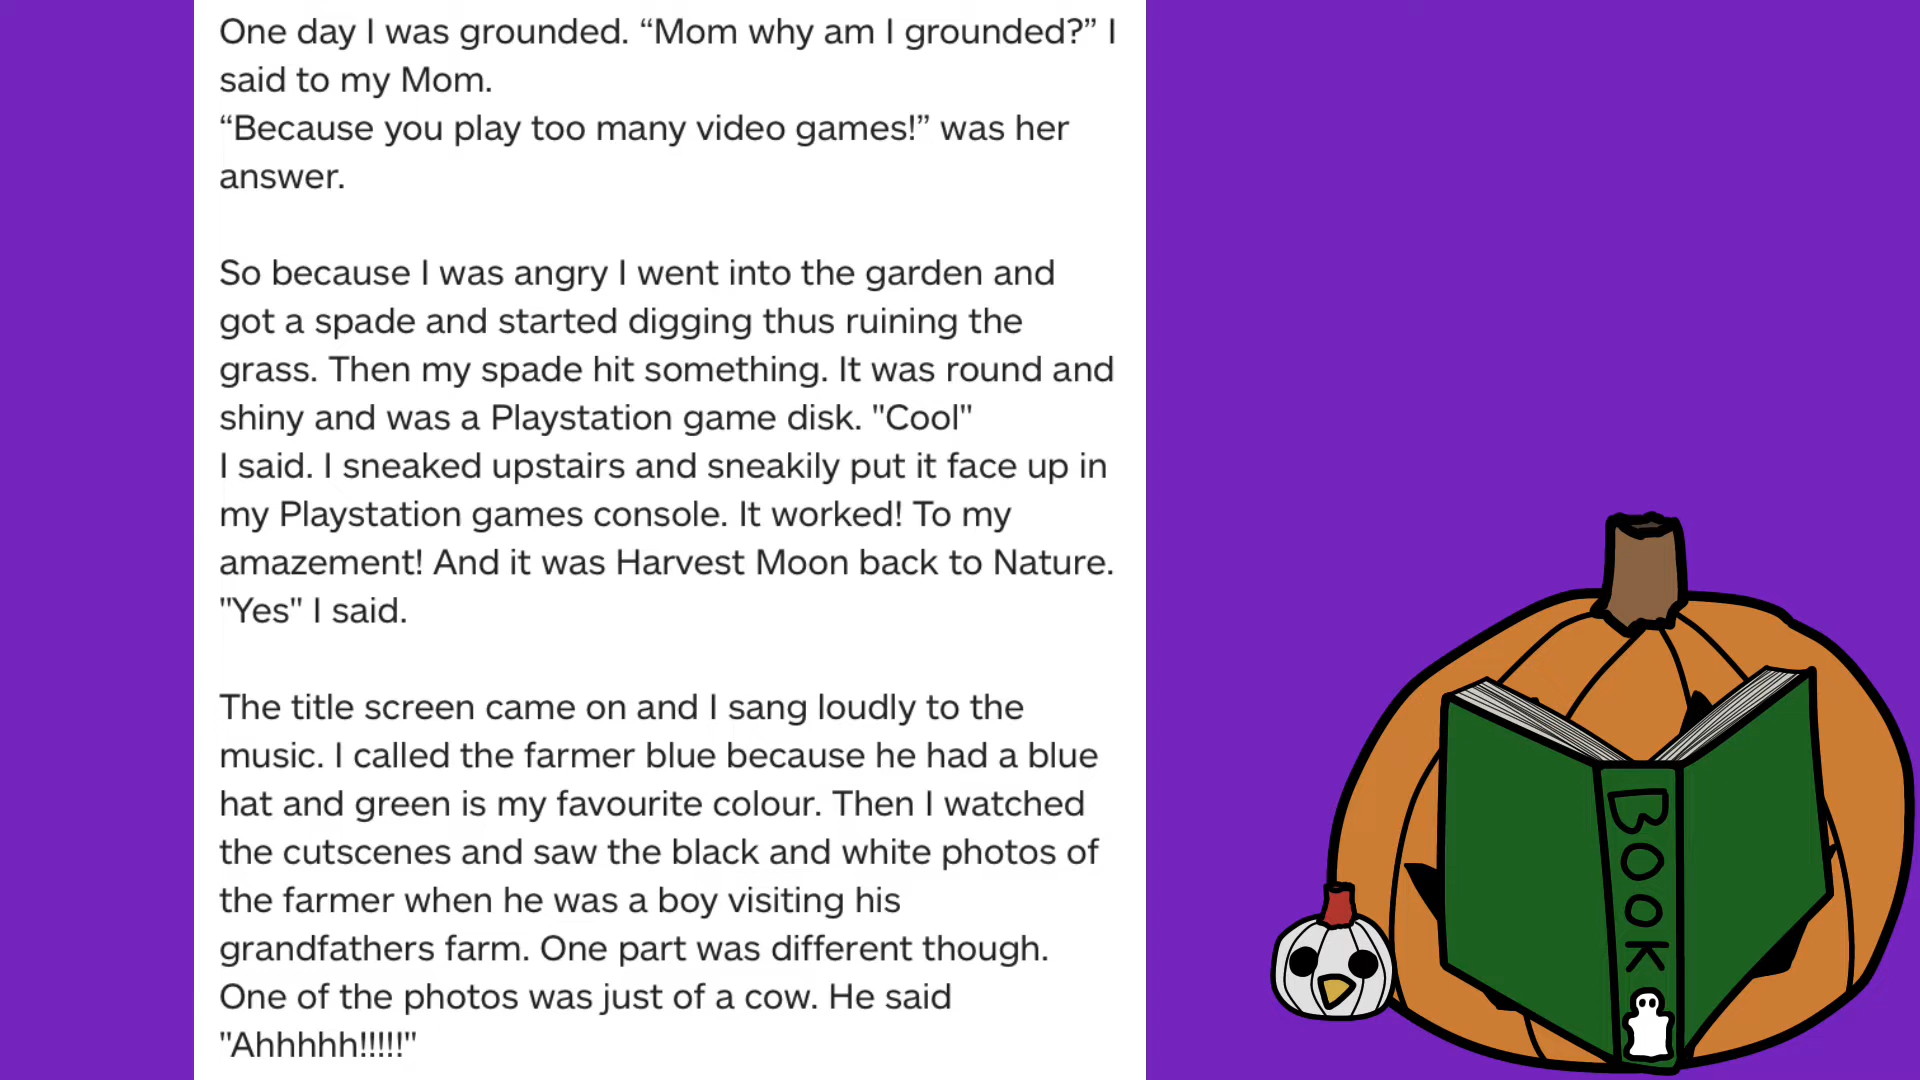 One day I was grounded. “Mom why am I grounded?” I
said to my Mom.
“Because you play too many video games!” was her
answer.
So because I was angry I went into the garden and
got a spade and started digging thus ruining the
grass. Then my spade hit something. It was round and
shiny and was a Playstation game disk. "Cool"
I said. I sneaked upstairs and sneakily put it face up in
my Playstation games console. It worked! To my
amazement! And it was Harvest Moon back to Nature.
"Yes" I said.
The title screen came on and I sang loudly to the
music. I called the farmer blue because he had a blue
hat and green is my favourite colour. Then I watched
the cutscenes and saw the black and white photos of
the farmer when he was a boy visiting his
grandfathers farm. One part was different though.
One of the photos was just of a cow. He said
"Ahhhhh!!!!!"
BOOK